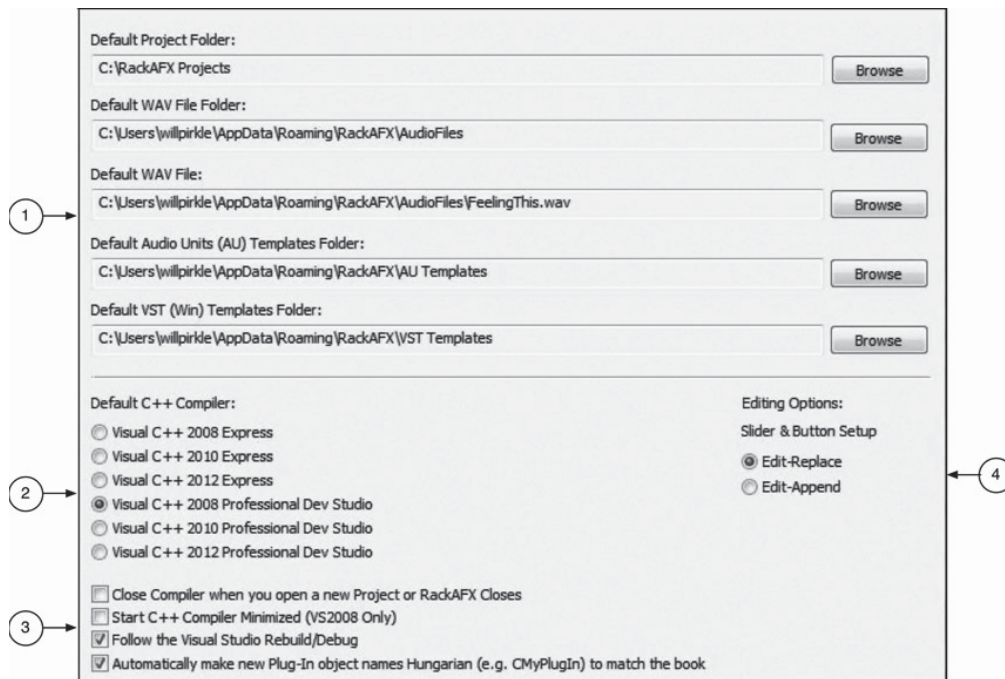 Default Project Folder:
C:\RackAFX Projects
Browse
Default WAV File Folder:
C:\Users\willpirkle\AppData\Roaming\RackAFX\AudioFiles
Browse
Default WAV File:
C:\Users\willpirkle\AppData\Roaming\RackAFX\AudioFiles\FeelingThis.wav
Browse
1
Default Audio Units (AU) Templates Folder:
C:\Users\willpirkle\AppData\Roaming\RackAFX\AU Templates
Browse
Default VST (Win) Templates Folder:
C:\Users\willpirkle\AppData\Roaming\RackAFX\VST Templates
Browse
Default C++ Compiler:
Visual C++ 2008 Express
Visual C++ 2010 Express
Visual C++ 2012 Express
2
Visual C++ 2008 Professional Dev Studio
Visual C++ 2010 Professional Dev Studio
Visual C++ 2012 Professional Dev Studio
Editing Options:
Slider & Button Setup
Edit-Replace
4
Edit-Append
Close Compiler when you open a new Project or RackAFX Closes
Start C++ Compiler Minimized (VS2008 Only)
3
Follow the Visual Studio Rebuild/Debug
Automatically make new Plug-In object names Hungarian (e.g. CMyPlugIn) to match the book